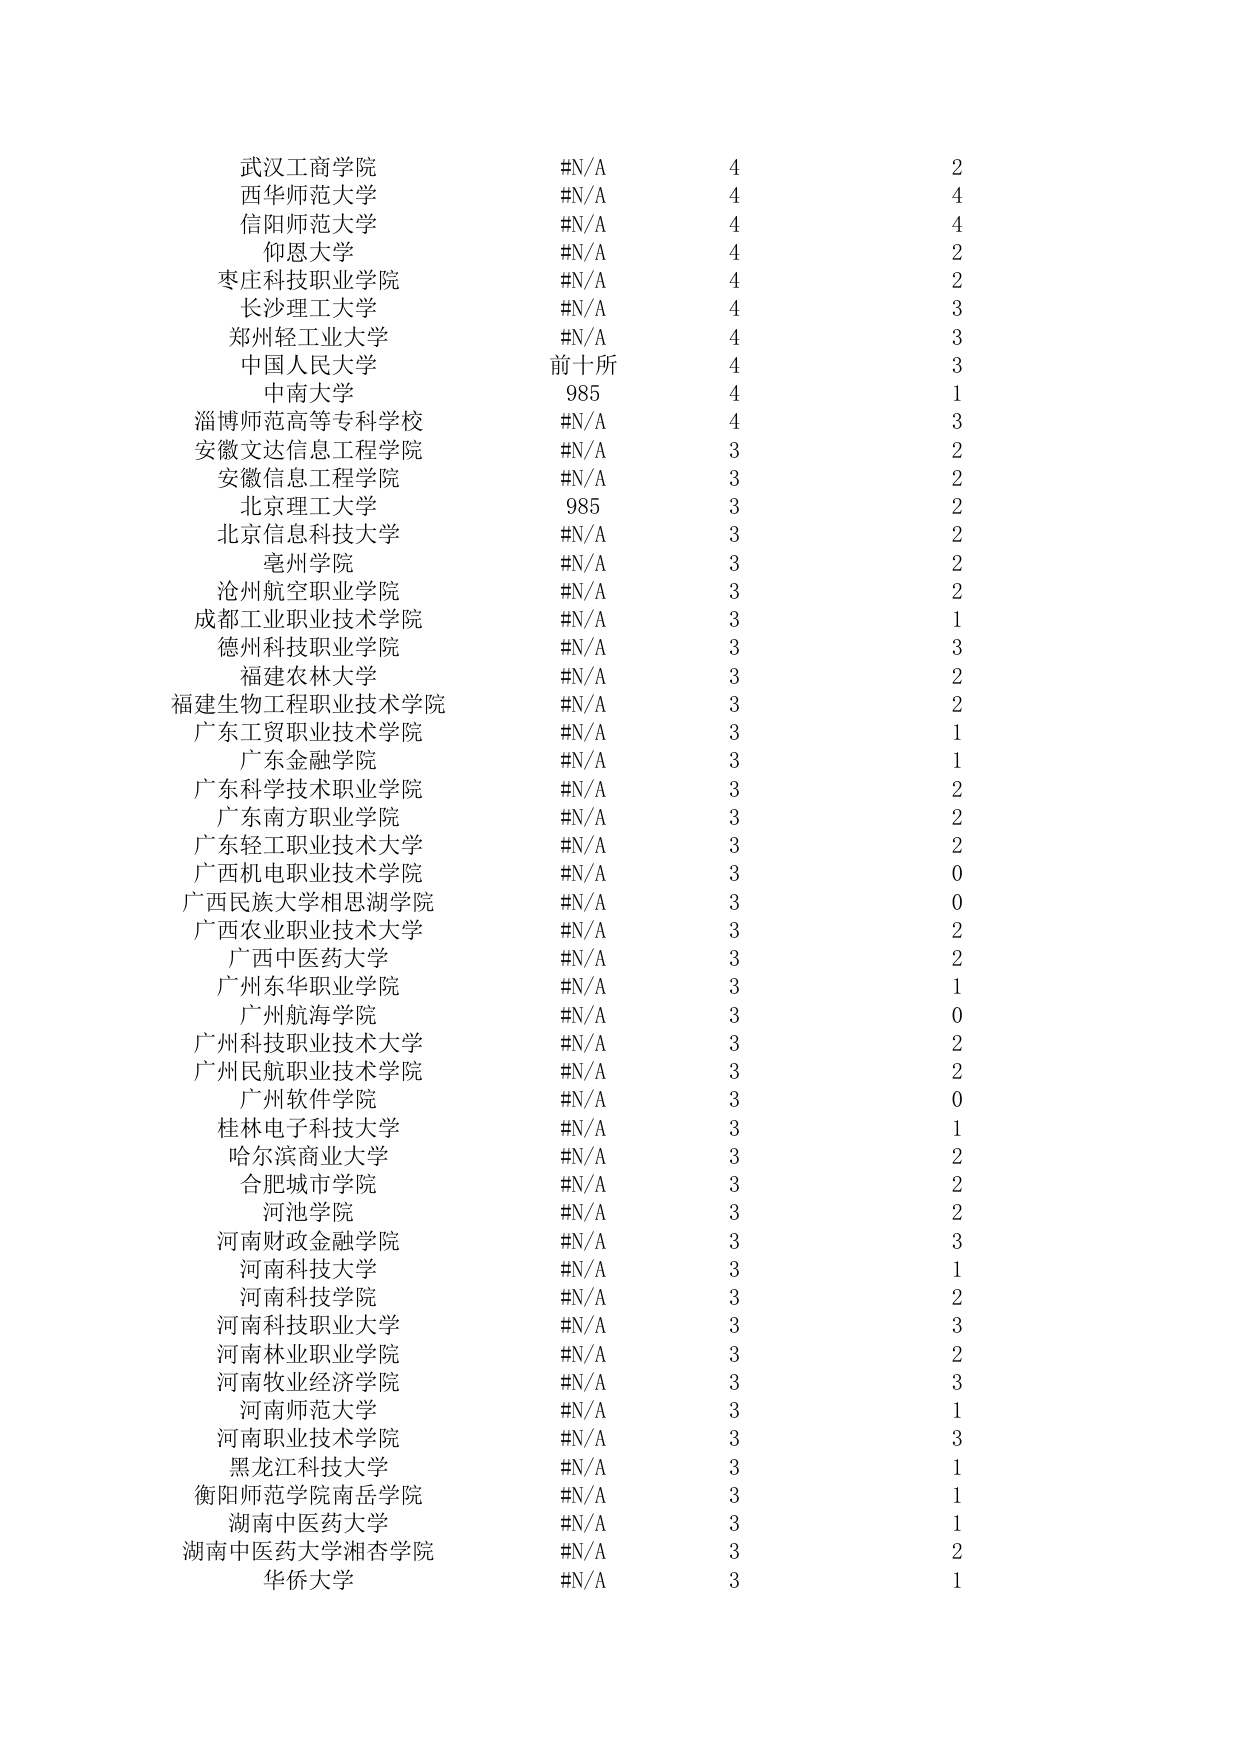 武汉工商学院 #N/A 4 2
西华师范大学 #N/A 4 4
信阳师范大学 #N/A 4 4
仰恩大学 #N/A 4 2
枣庄科技职业学院 #N/A 4 2
长沙理工大学 #N/A 4 3
郑州轻工业大学 #N/A 4 3
中国人民大学 前十所 4 3
中南大学 985 4 1
淄博师范高等专科学校 #N/A 4 3
安徽文达信息工程学院 #N/A 3 2
安徽信息工程学院 #N/A 3 2
北京理工大学 985 3 2
北京信息科技大学 #N/A 3 2
亳州学院 #N/A 3 2
沧州航空职业学院 #N/A 3 2
成都工业职业技术学院 #N/A 3 1
德州科技职业学院 #N/A 3 3
福建农林大学 #N/A 3 2
福建生物工程职业技术学院 #N/A 3 2
广东工贸职业技术学院 #N/A 3 1
广东金融学院 #N/A 3 1
广东科学技术职业学院 #N/A 3 2
广东南方职业学院 #N/A 3 2
广东轻工职业技术大学 #N/A 3 2
广西机电职业技术学院 #N/A 3 0
广西民族大学相思湖学院 #N/A 3 0
广西农业职业技术大学 #N/A 3 2
广西中医药大学 #N/A 3 2
广州东华职业学院 #N/A 3 1
广州航海学院 #N/A 3 0
广州科技职业技术大学 #N/A 3 2
广州民航职业技术学院 #N/A 3 2
广州软件学院 #N/A 3 0
桂林电子科技大学 #N/A 3 1
哈尔滨商业大学 #N/A 3 2
合肥城市学院 #N/A 3 2
河池学院 #N/A 3 2
河南财政金融学院 #N/A 3 3
河南科技大学 #N/A 3 1
河南科技学院 #N/A 3 2
河南科技职业大学 #N/A 3 3
河南林业职业学院 #N/A 3 2
河南牧业经济学院 #N/A 3 3
河南师范大学 #N/A 3 1
河南职业技术学院 #N/A 3 3
黑龙江科技大学 #N/A 3 1
衡阳师范学院南岳学院 #N/A 3 1
湖南中医药大学 #N/A 3 1
湖南中医药大学湘杏学院 #N/A 3 2
华侨大学 #N/A 3 1